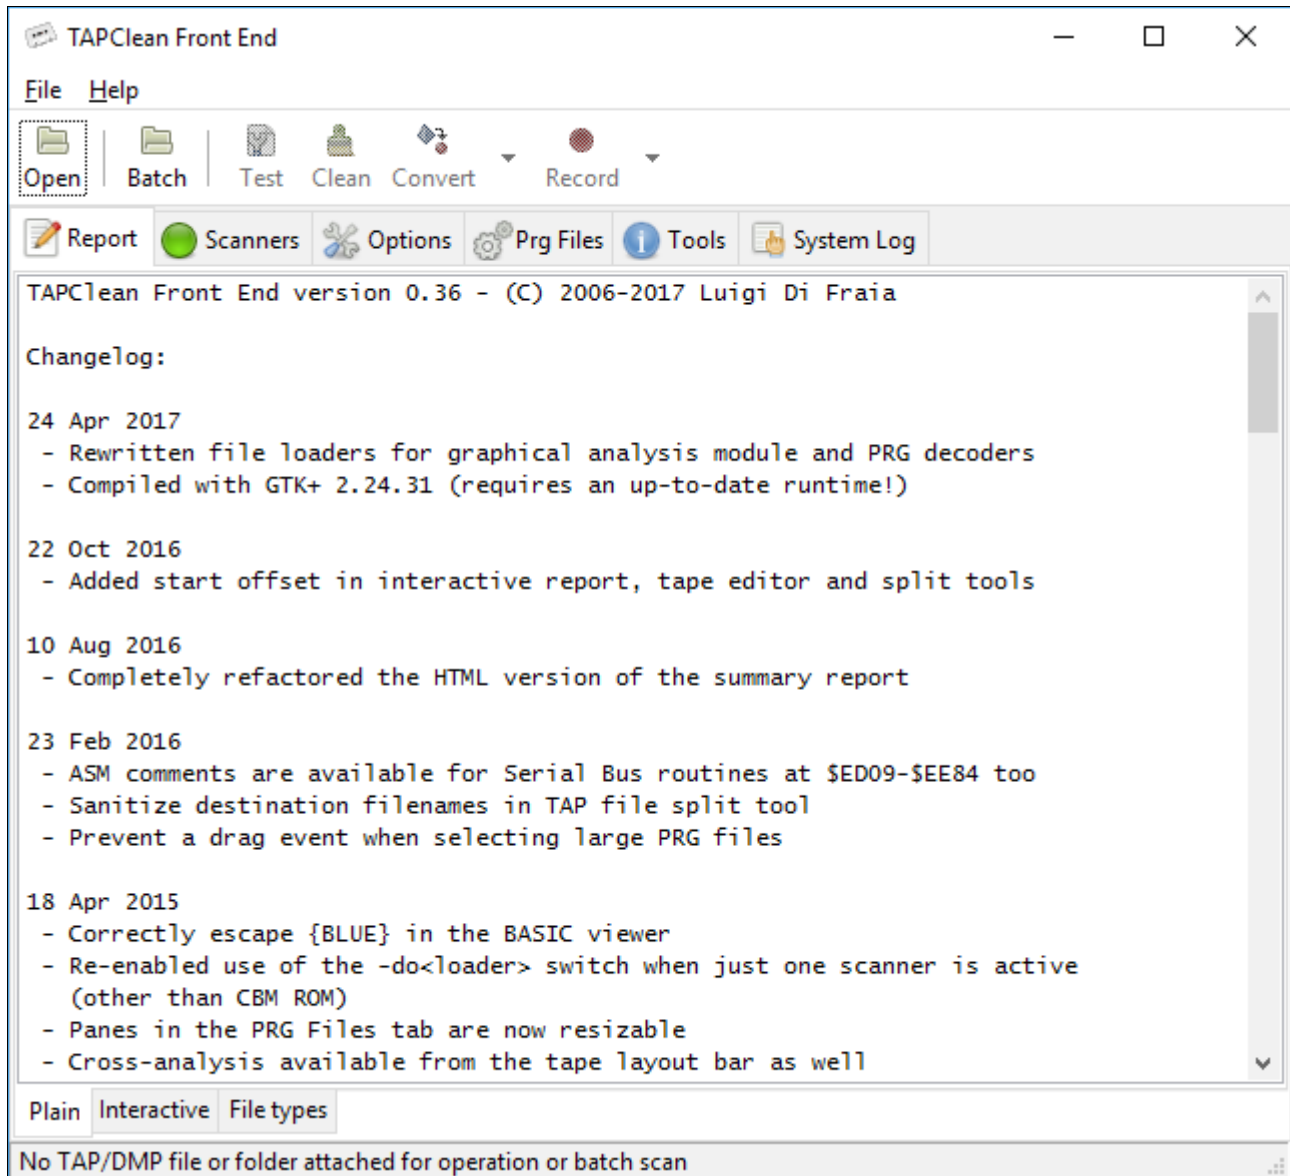 TAPClean Front End
File Help
Open Batch Test Clean Convert Record
Report Scanners Options Prg Files Tools System Log
TAPClean Front End version 0.36 - (C) 2006-2017 Luigi Di Fraia
Changelog:
24 Apr 2017
- Rewritten file loaders for graphical analysis module and PRG decoders
- Compiled with GTK+ 2.24.31 (requires an up-to-date runtime!)
22 Oct 2016
- Added start offset in interactive report, tape editor and split tools
10 Aug 2016
- Completely refactored the HTML version of the summary report
23 Feb 2016
- ASM comments are available for Serial Bus routines at $ED09-$EE84 too
- Sanitize destination filenames in TAP file split tool
- Prevent a drag event when selecting large PRG files
18 Apr 2015
- Correctly escape {BLUE} in the BASIC viewer
- Re-enabled use of the -do<loader> switch when just one scanner is active
(other than CBM ROM)
- Panes in the PRG Files tab are now resizable
- Cross-analysis available from the tape layout bar as well
Plain Interactive File types
No TAP/DMP file or folder attached for operation or batch scan